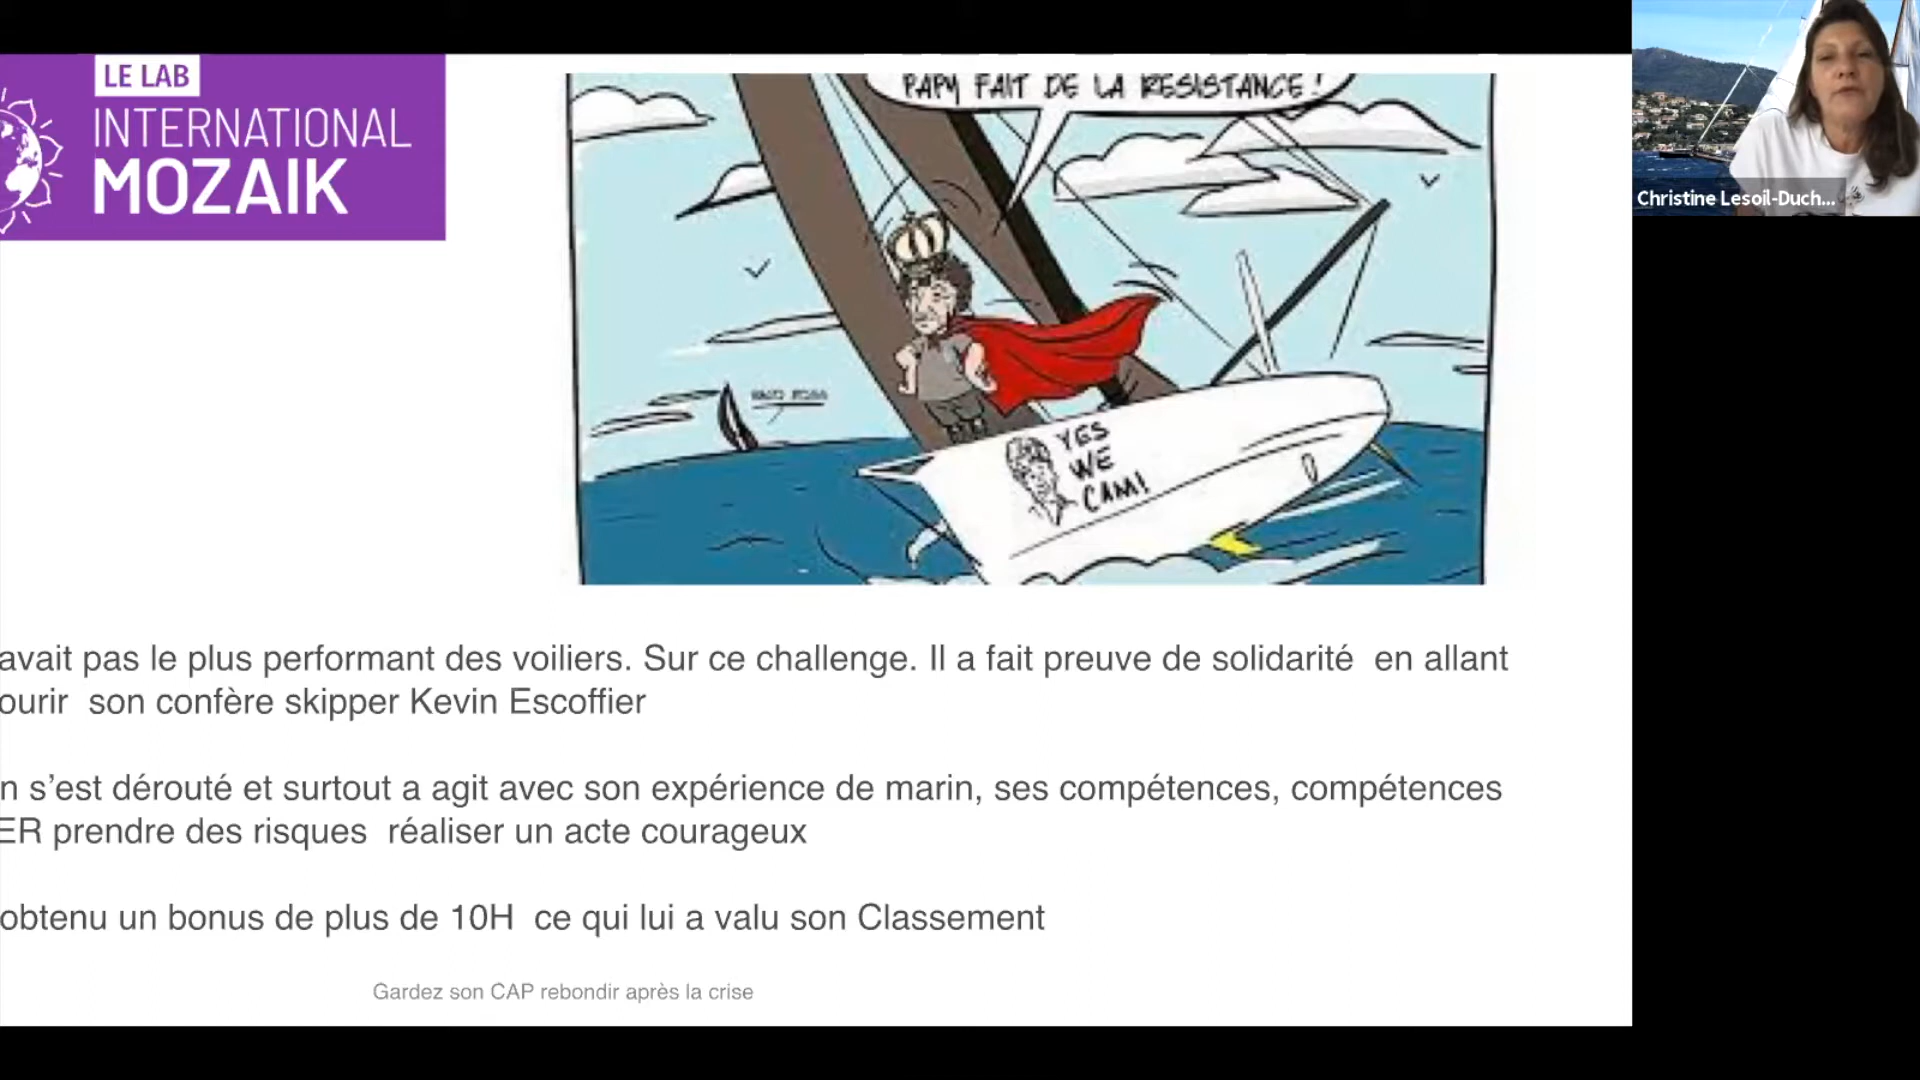 LE LAB
INTERNATIONAL
MOZAIK
PAPY FAIT DE LA RESISTANCE !
YES
WE
CAM!
Christine Lesoil-Duch...
avait pas le plus performant des voiliers. Sur ce challenge. Il a fait preuve de solidarité en allant
ourir son confère skipper Kevin Escoffier
n s’est dérouté et surtout a agit avec son expérience de marin, ses compétences, compétences
ER prendre des risques réaliser un acte courageux
obtenu un bonus de plus de 10H ce qui lui a valu son Classement
Gardez son CAP rebondir après la crise